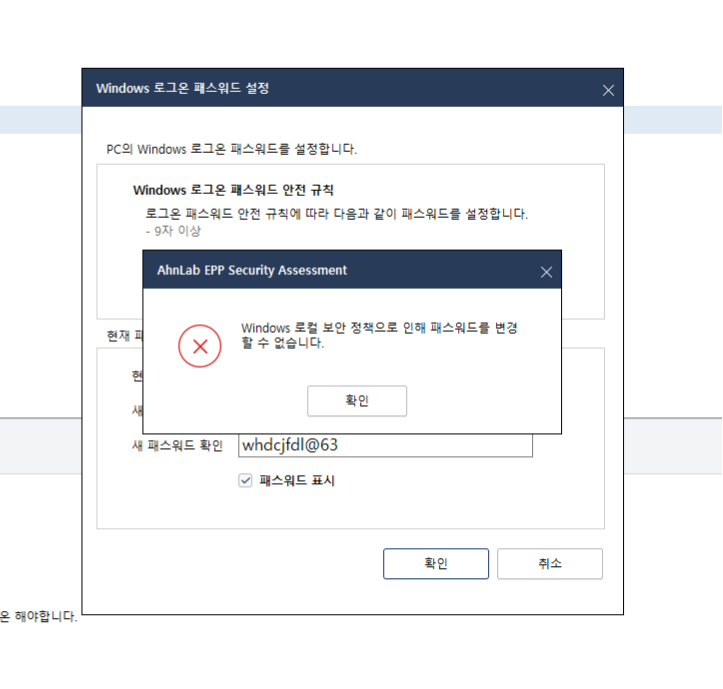 Windows 로그온 패스워드 설정
PC의 Windows 로그온 패스워드를 설정합니다.
Windows 로그온 패스워드 안전 규칙
로그온 패스워드 안전 규칙에 따라 다음과 같이 패스워드를 설정합니다.
- 9자 이상
AhnLab EPP Security Assessment
Windows 로컬 보안 정책으로 인해 패스워드를 변경
할 수 없습니다.
확인
현재
현
새
새 패스워드 확인 whdcjfdl@63
패스워드 표시
확인 취소
해야합니다.